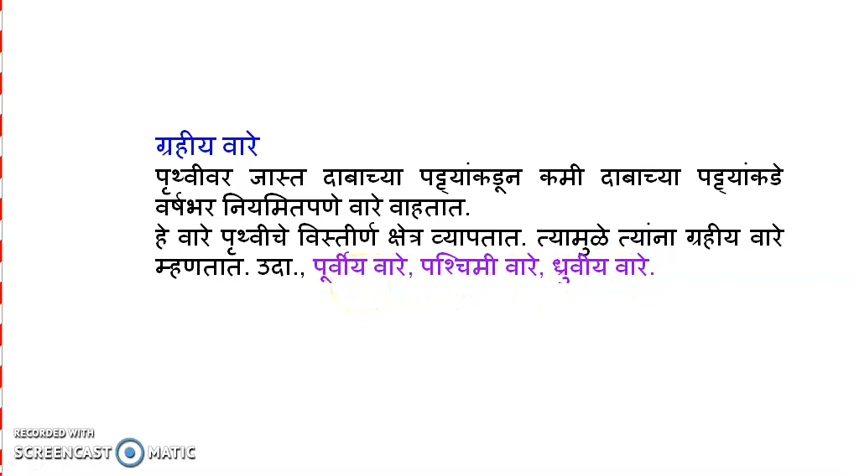 ग्रहीय वारे
पृथ्वीवर जास्त दाबाच्या पट्ट्यांकडून कमी दाबाच्या पट्ट्यांकडे
वर्षभर नियमितपणे वारे वाहतात.
हे वारे पृथ्वीचे विस्तीर्ण क्षेत्र व्यापतात. त्यामुळे त्यांना ग्रहीय वारे
म्हणतात. उदा., पूर्वीय वारे, पश्चिमी वारे, ध्रुवीय वारे.
RECORDED WITH
SCREENCAST MATIC